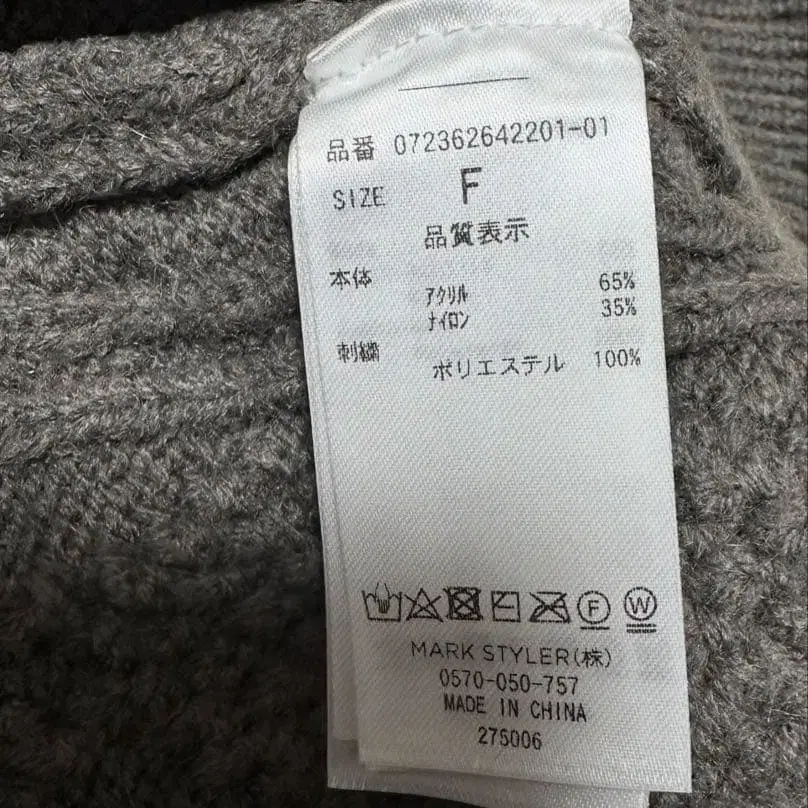 品番 072362642201-01
SIZE F
品質表示
本体
ｱｸﾘﾙ 65%
ﾅｲﾛﾝ 35%
刺繍
ポリエステル 100%
F W
MARK STYLER(株)
0570-050-757
MADE IN CHINA
275006